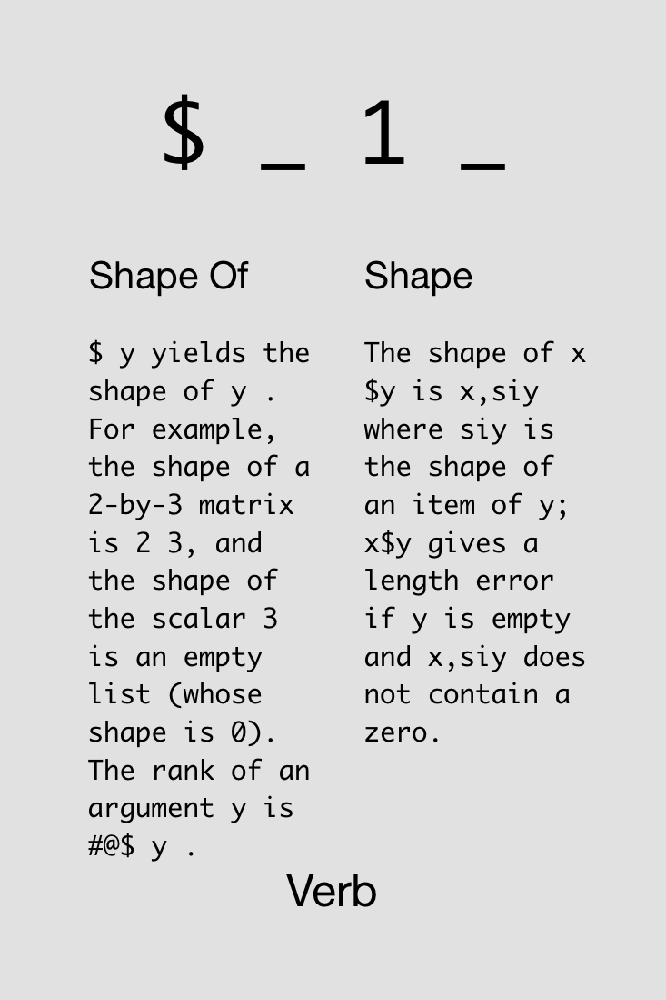 $ _ 1 _
Shape Of
$ y yields the
shape of y .
For example,
the shape of a
2-by-3 matrix
is 2 3, and
the shape of
the scalar 3
is an empty
list (whose
shape is 0).
The rank of an
argument y is
#@$ y .
Shape
The shape of x
$y is x,siy
where siy is
the shape of
an item of y;
x$y gives a
length error
if y is empty
and x,siy does
not contain a
zero.
Verb